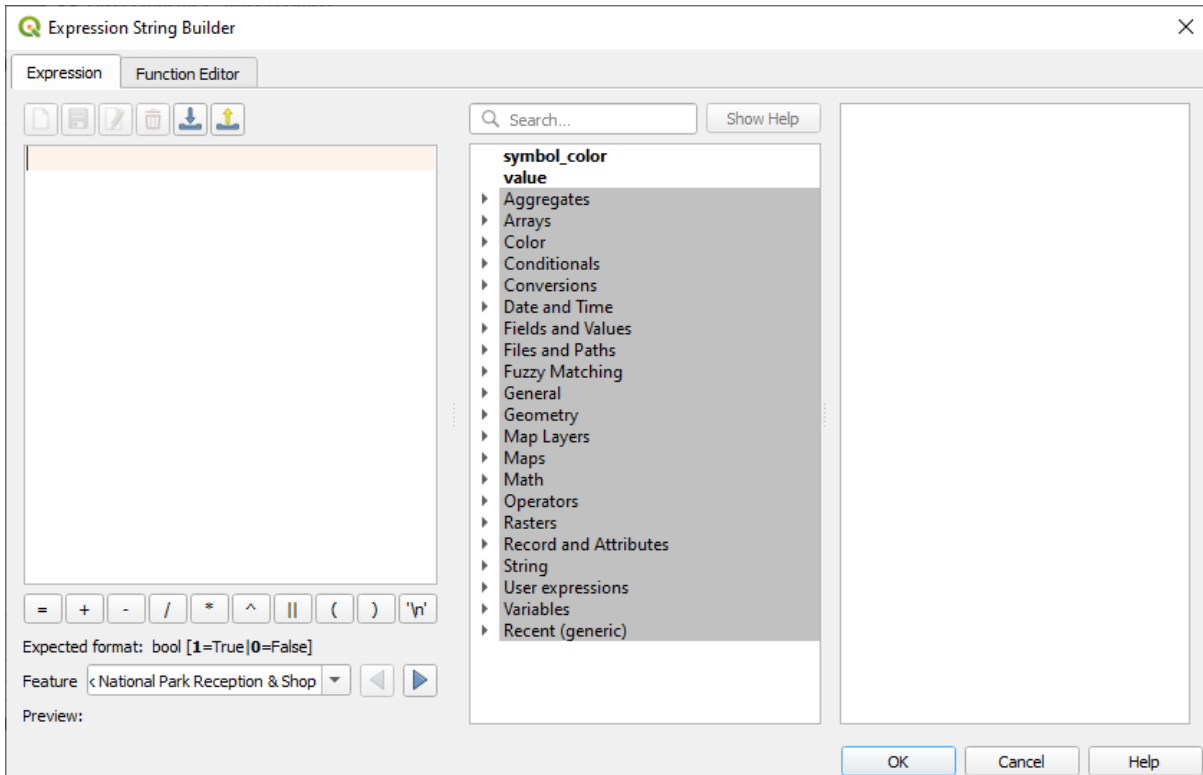 Expression String Builder
Expression
Function Editor
Search...
Show Help
symbol_color
value
Aggregates
Arrays
Color
Conditionals
Conversions
Date and Time
Fields and Values
Files and Paths
Fuzzy Matching
General
Geometry
Map Layers
Maps
Math
Operators
Rasters
Record and Attributes
String
User expressions
Variables
Recent (generic)
= + - / * ^ || ( ) '\n'
Expected format: bool [1=True|0=False]
Feature National Park Reception & Shop
Preview:
OK Cancel Help